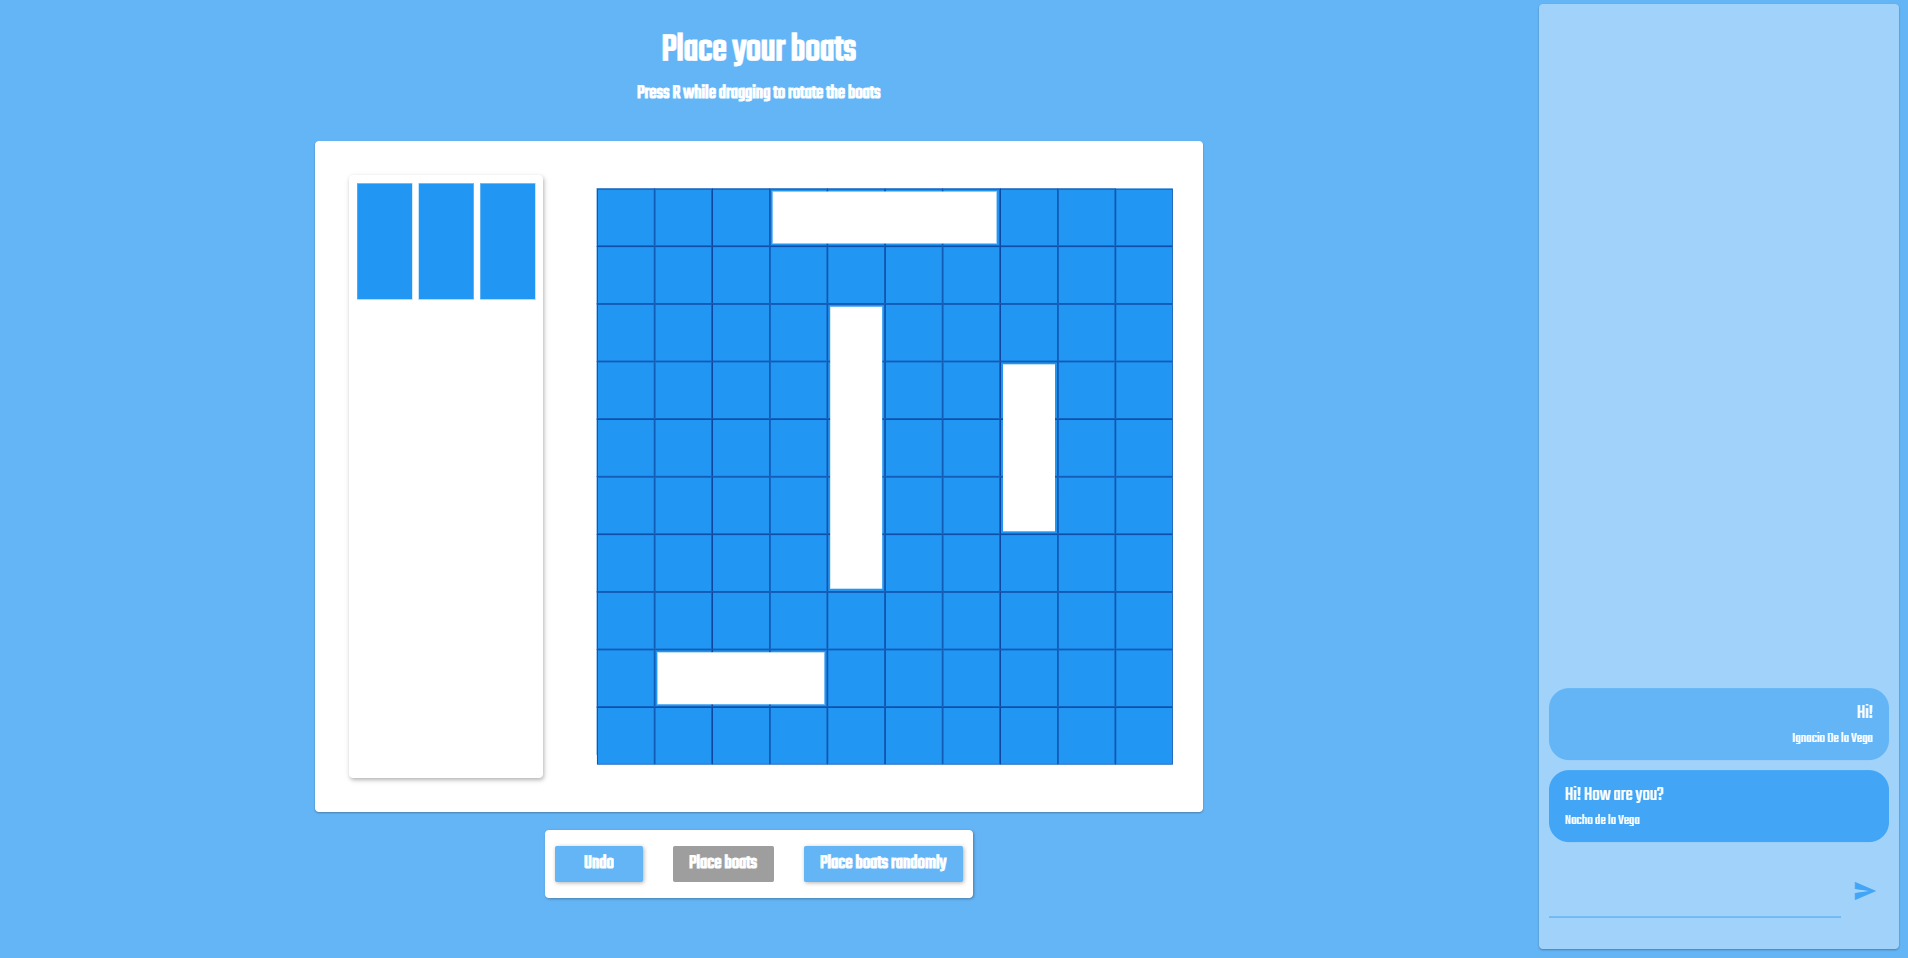 Place your boats
Press R while dragging to rotate the boats
Undo
Place boats
Place boats randomly
Hi!
Ignacio De la Vega
Hi! How are you?
Nacho de la Vega